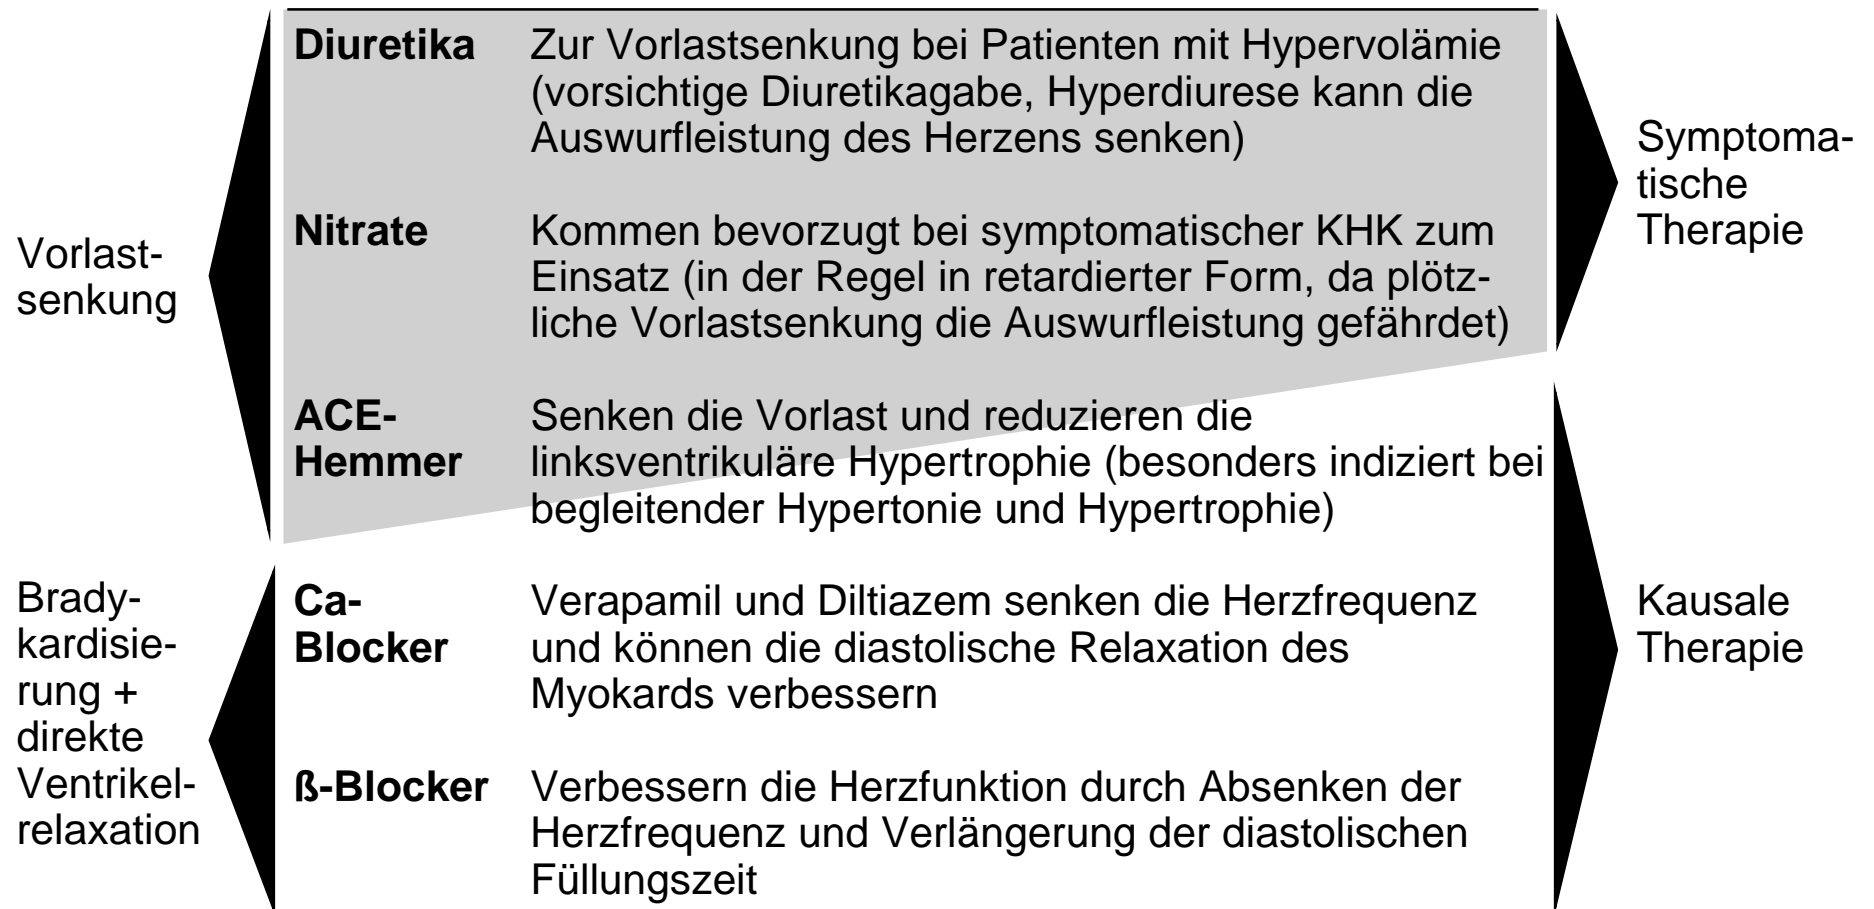 Vorlast-
senkung
Brady-
kardisie-
rung +
direkte
Ventrikel-
relaxation
Diuretika Zur Vorlastsenkung bei Patienten mit Hypervolämie
(vorsichtige Diuretikagabe, Hyperdiurese kann die
Auswurfleistung des Herzens senken)
Nitrate Kommen bevorzugt bei symptomatischer KHK zum
Einsatz (in der Regel in retardierter Form, da plötz-
liche Vorlastsenkung die Auswurfleistung gefährdet)
ACE- Senken die Vorlast und reduzieren die
Hemmer linksventrikuläre Hypertrophie (besonders indiziert bei
begleitender Hypertonie und Hypertrophie)
Ca- Verapamil und Diltiazem senken die Herzfrequenz
Blocker und können die diastolische Relaxation des
Myokards verbessern
ß-Blocker Verbessern die Herzfunktion durch Absenken der
Herzfrequenz und Verlängerung der diastolischen
Füllungszeit
Symptoma-
tische
Therapie
Kausale
Therapie